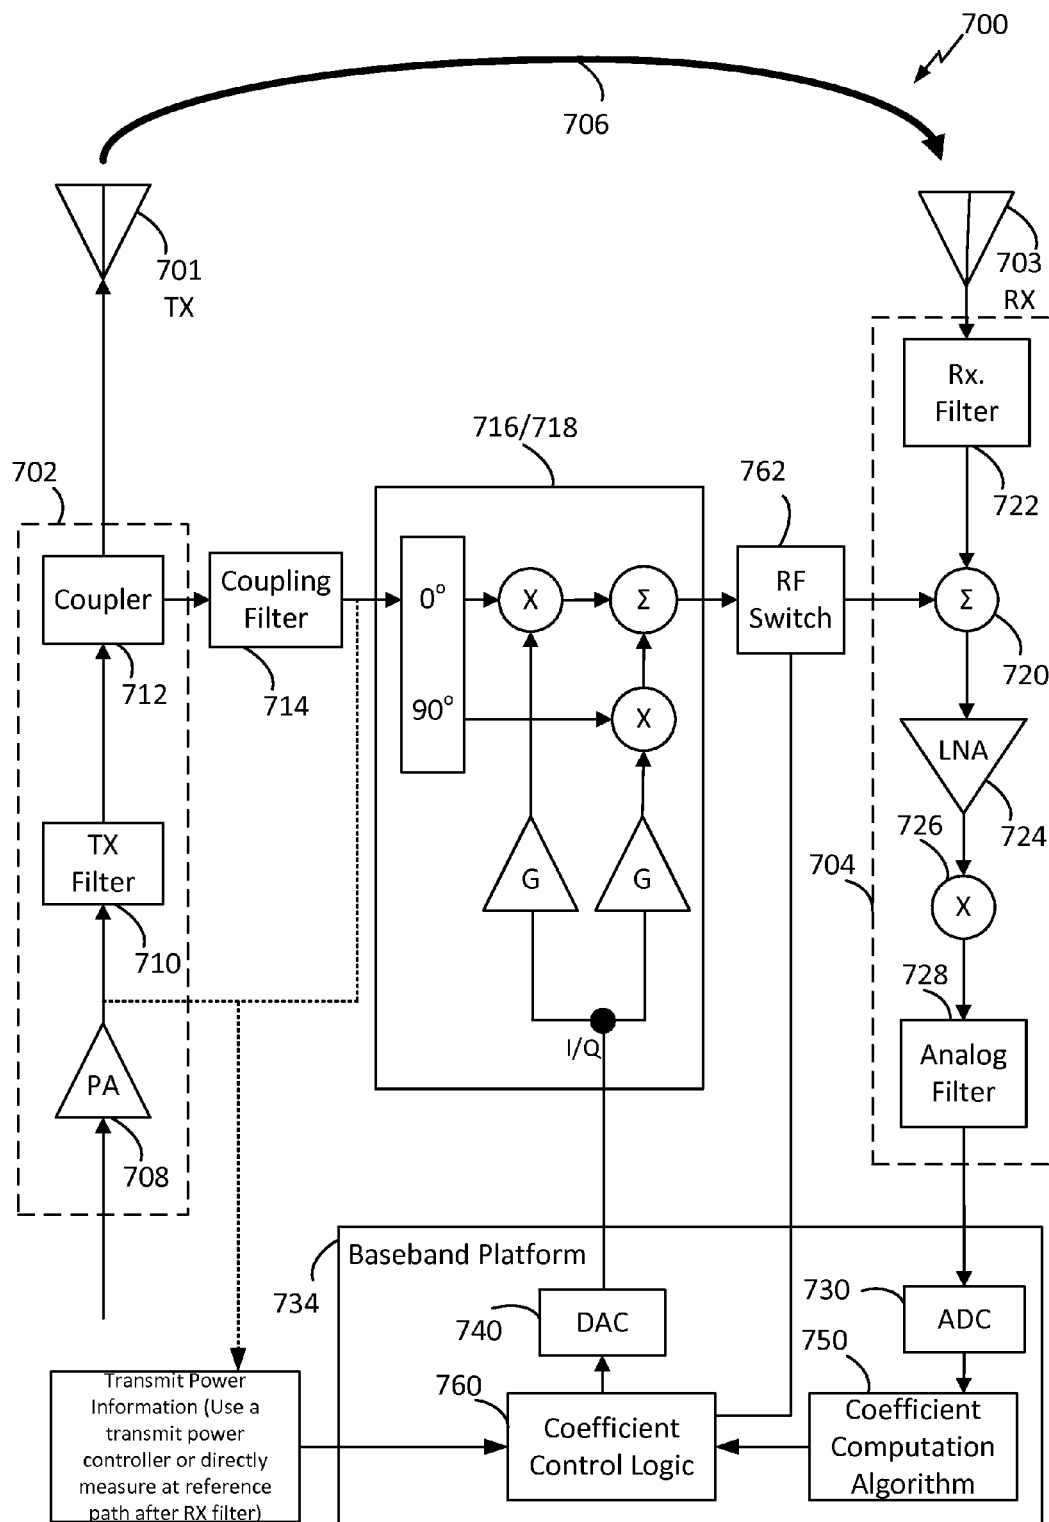 700
706
701
TX
703
RX
Rx.
Filter
722
716/718
762
702
Coupler
712
Coupling
Filter
714
0°
90°
X
Σ
X
G
G
I/Q
RF
Switch
Σ
720
LNA
724
726
X
704
728
Analog
Filter
TX
Filter
710
PA
708
Baseband Platform
734
DAC
740
730
ADC
750
760
Coefficient
Control Logic
Coefficient
Computation
Algorithm
Transmit Power
Information (Use a
transmit power
controller or directly
measure at reference
path after RX filter)